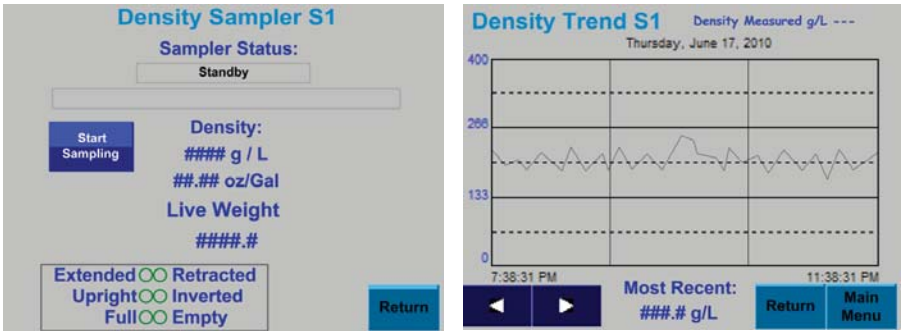 Density Sampler S1
Sampler Status:
Standby
Start
Sampling
Density:
#### g / L
##.## oz/Gal
Live Weight
####.#
Extended Retracted
Upright Inverted
Full Empty
Return
Density Trend S1
Density Measured g/L ---
Thursday, June 17, 2010
400
266
133
0
7:38:31 PM
11:38:31 PM
Most Recent:
###.# g/L
Return
Main
Menu